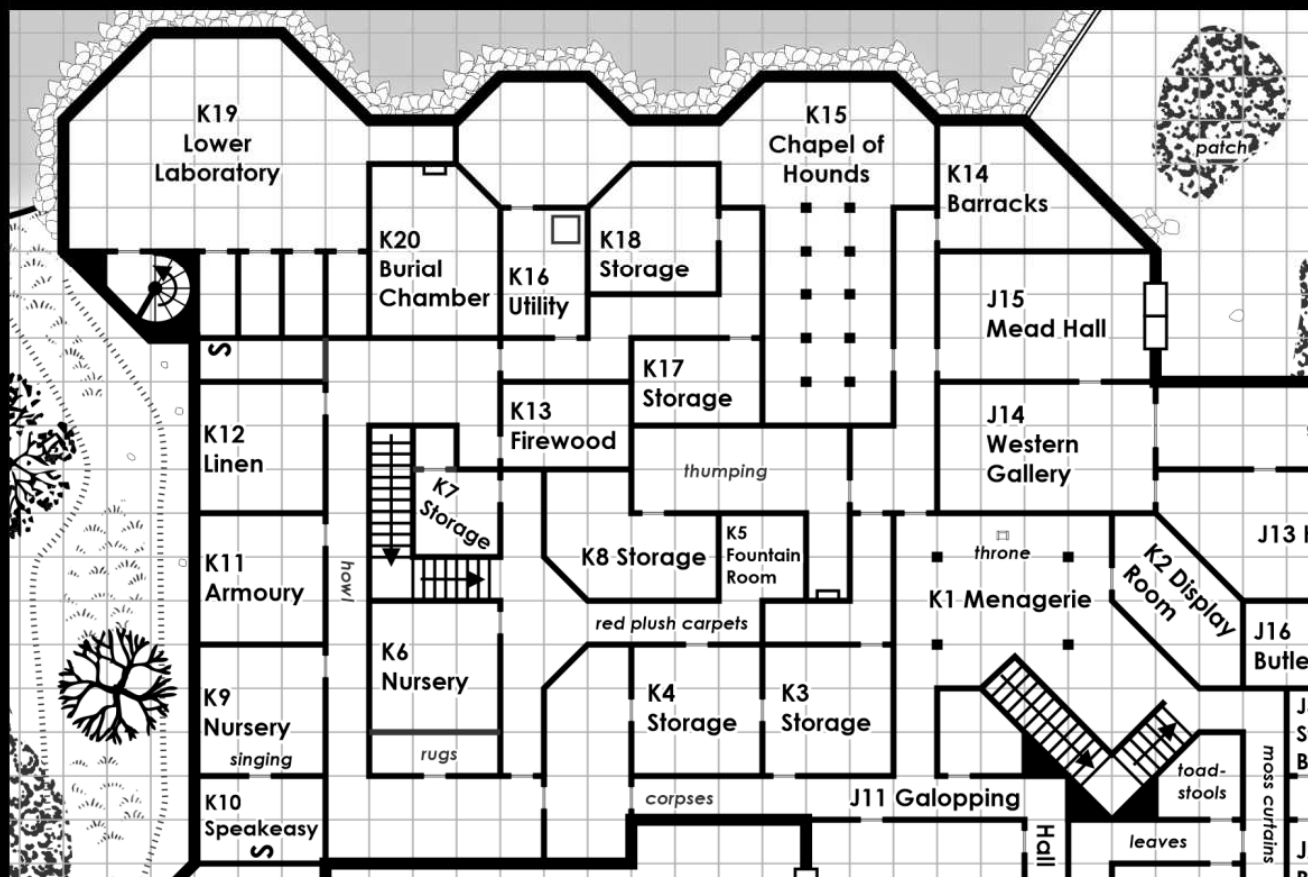 K19
Lower
Laboratory
K15
Chapel of
Hounds
patch
K14
Barracks
K20
Burial
Chamber
K18
Storage
K16
Utility
J15
Mead Hall
S
K17
Storage
K13
Firewood
J14
Western
Gallery
K12
Linen
thumping
K7
Storage
K5
Fountain
Room
J13
throne
K2 Display
Room
K8 Storage
K11
Armoury
howl
K1 Menagerie
red plush carpets
J16
Butle
K6
Nursery
K4
Storage
K3
Storage
K9
Nursery
singing
rugs
toad-
stools
moss curtains
corpses
J11 Galopping
Hall
K10
Speakeasy
S
leaves